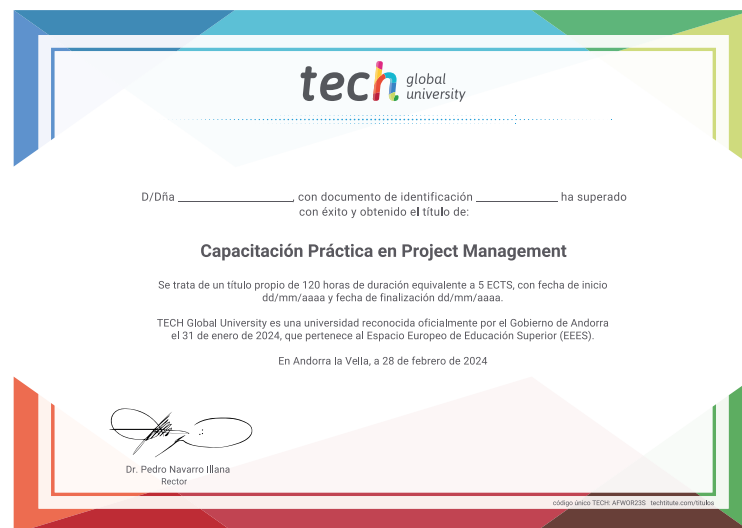 tech global university
D/Dña ______________, con documento de identificación ______________ ha superado
con éxito y obtenido el título de:
Capacitación Práctica en Project Management
Se trata de un título propio de 120 horas de duración equivalente a 5 ECTS, con fecha de inicio
dd/mm/aaaa y fecha de finalización dd/mm/aaaa.
TECH Global University es una universidad reconocida oficialmente por el Gobierno de Andorra
el 31 de enero de 2024, que pertenece al Espacio Europeo de Educación Superior (EEES).
En Andorra la Vella, a 28 de febrero de 2024
Dr. Pedro Navarro Illana
Rector
código único TECH: AFWOR23S techtitute.com/titulos